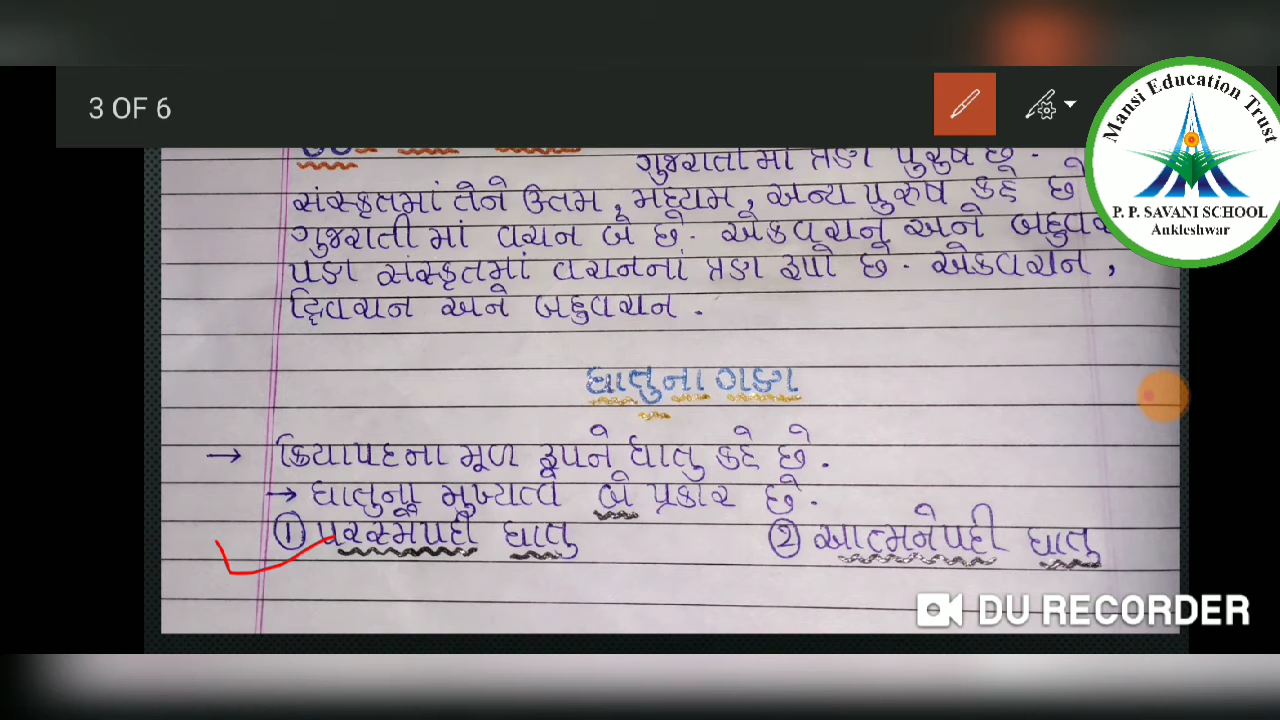 3 OF 6
Mansi Education Trust
P. P. SAVANI SCHOOL
Ankleshwar
ગુજરાતીમાં ત્રણ પુરુષ છે.
સંસ્કૃતમાં તેને ઉત્તમ, મધ્યમ, અન્ય પુરુષ કહે છે
ગુજરાતીમાં વચન બે છે. એકવચન અને
પણ સંસ્કૃતમાં વચનનાં ત્રણ રૂપો છે. એકવચન,
દ્વિવચન અને બહુવચન.
ધાતુના ગણ
→ ક્રિયાપદના મૂળ રૂપને ધાતુ કહે છે.
→ ધાતુના મુખ્યત્વે બે પ્રકાર છે.
① પરસ્મૈપદી ધાતુ ② આત્મનેપદી ધાતુ
DU RECORDER